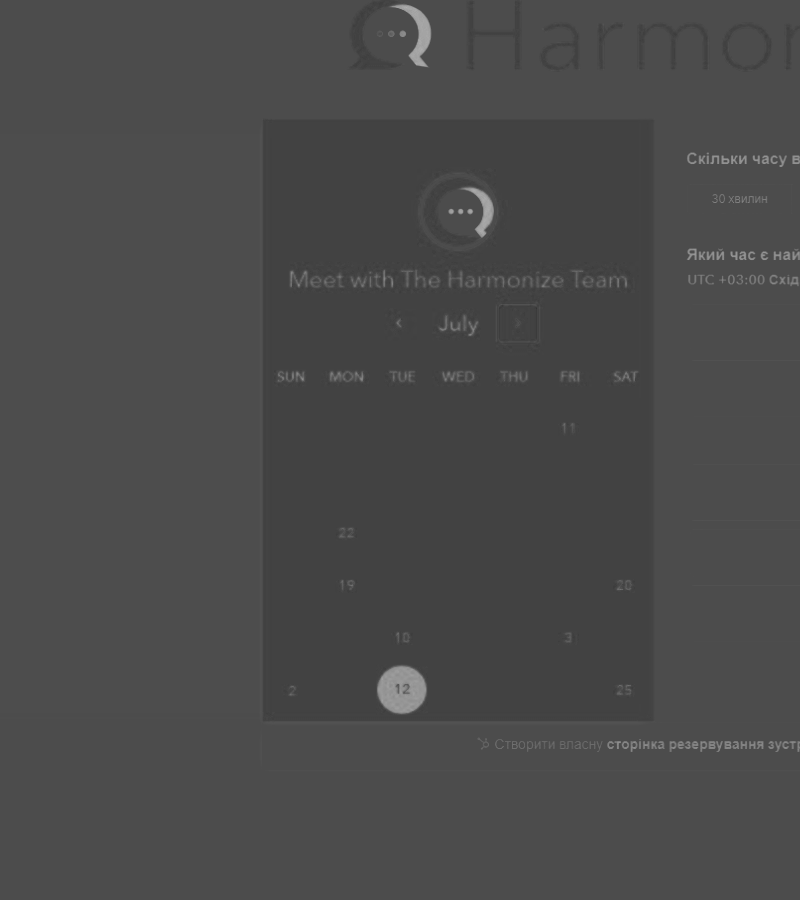 Harmon
Скільки часу в
30 хвилин
Який час є най
UTC +03:00 Схід
Meet with The Harmonize Team
July
SUN MON TUE WED THU FRI SAT
11
22
19 20
10 3
2 12 25
Створити власну сторінка резервування зустр